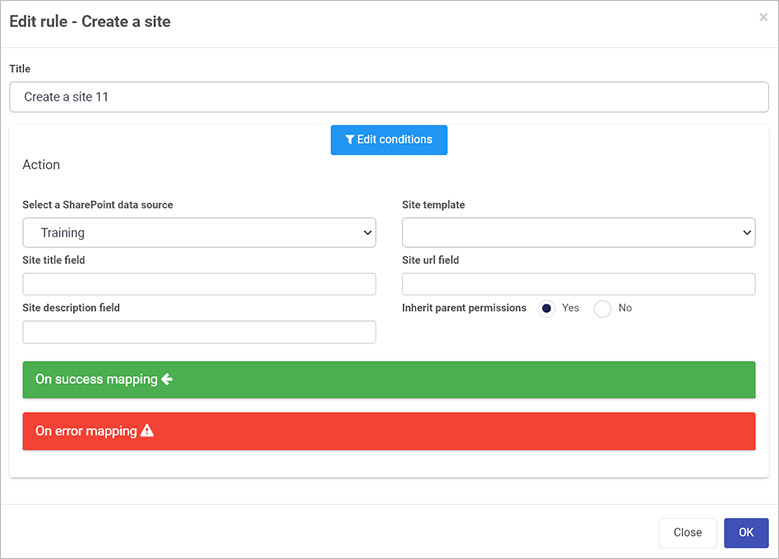 Edit rule - Create a site
×
Title
Create a site 11
Edit conditions
Action
Select a SharePoint data source
Site template
Training
Site title field
Site url field
Site description field
Inherit parent permissions Yes No
On success mapping
On error mapping
Close OK